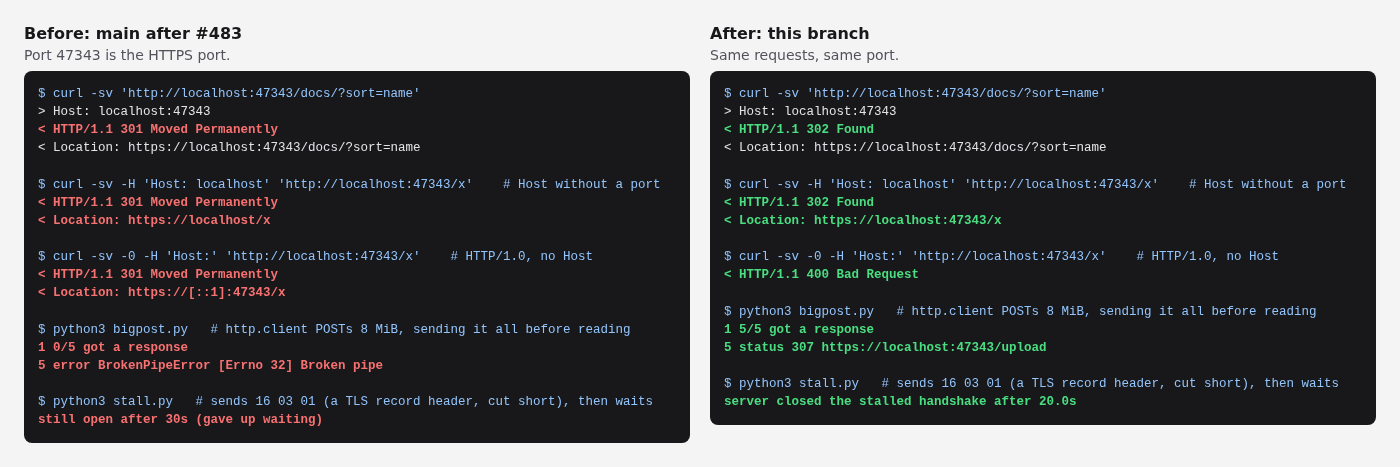 Before: main after #483
Port 47343 is the HTTPS port.
$ curl -sv 'http://localhost:47343/docs/?sort=name'
> Host: localhost:47343
< HTTP/1.1 301 Moved Permanently
< Location: https://localhost:47343/docs/?sort=name
$ curl -sv -H 'Host: localhost' 'http://localhost:47343/x'    # Host without a port
< HTTP/1.1 301 Moved Permanently
< Location: https://localhost/x
$ curl -sv -0 -H 'Host:' 'http://localhost:47343/x'    # HTTP/1.0, no Host
< HTTP/1.1 301 Moved Permanently
< Location: https://[::1]:47343/x
$ python3 bigpost.py   # http.client POSTs 8 MiB, sending it all before reading
1 0/5 got a response
5 error BrokenPipeError [Errno 32] Broken pipe
$ python3 stall.py   # sends 16 03 01 (a TLS record header, cut short), then waits
still open after 30s (gave up waiting)
After: this branch
Same requests, same port.
$ curl -sv 'http://localhost:47343/docs/?sort=name'
> Host: localhost:47343
< HTTP/1.1 302 Found
< Location: https://localhost:47343/docs/?sort=name
$ curl -sv -H 'Host: localhost' 'http://localhost:47343/x'    # Host without a port
< HTTP/1.1 302 Found
< Location: https://localhost:47343/x
$ curl -sv -0 -H 'Host:' 'http://localhost:47343/x'    # HTTP/1.0, no Host
< HTTP/1.1 400 Bad Request
$ python3 bigpost.py   # http.client POSTs 8 MiB, sending it all before reading
1 5/5 got a response
5 status 307 https://localhost:47343/upload
$ python3 stall.py   # sends 16 03 01 (a TLS record header, cut short), then waits
server closed the stalled handshake after 20.0s